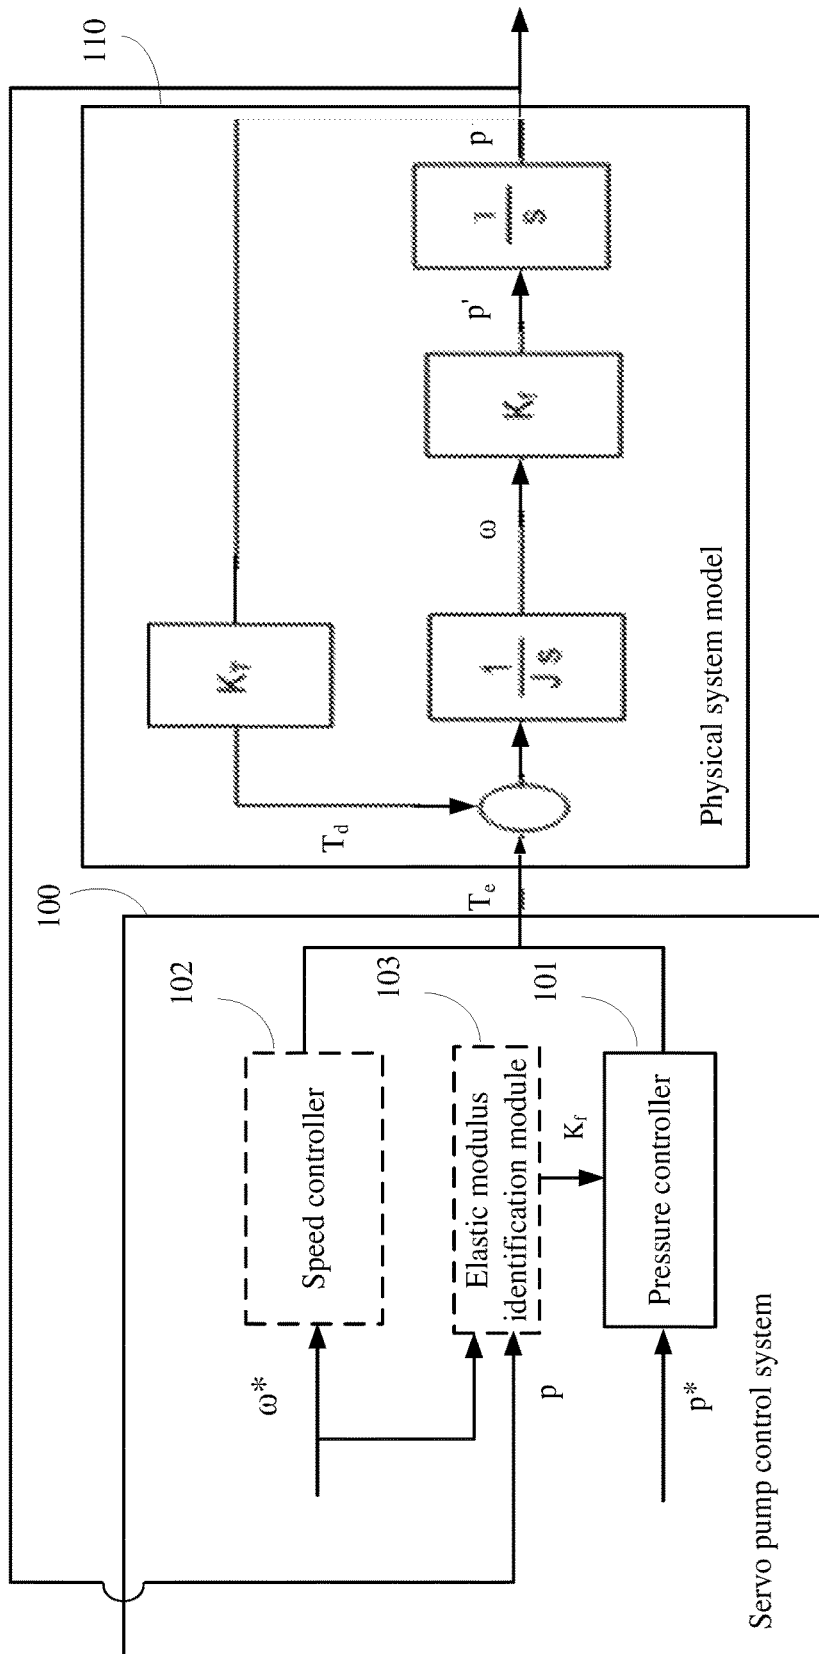 110
100
102
K
ω*
Speed controller
T_d
103
Elastic modulus
identification module
T_e
1
Js
ω
K
p'
1
s
p
p
101
K_f
Pressure controller
p*
Physical system model
Servo pump control system